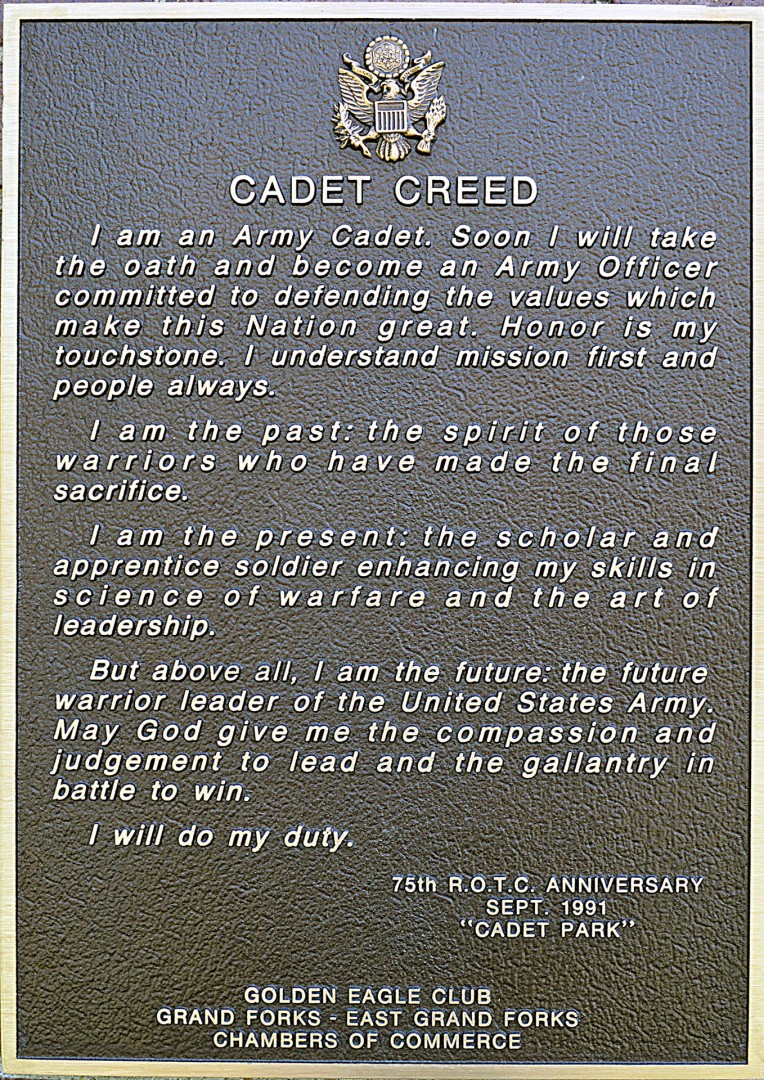 CADET CREED
I am an Army Cadet. Soon I will take
the oath and become an Army Officer
committed to defending the values which
make this Nation great. Honor is my
touchstone. I understand mission first and
people always.
I am the past: the spirit of those
warriors who have made the final
sacrifice.
I am the present: the scholar and
apprentice soldier enhancing my skills in
science of warfare and the art of
leadership.
But above all, I am the future: the future
warrior leader of the United States Army.
May God give me the compassion and
judgement to lead and the gallantry in
battle to win.
I will do my duty.
75th R.O.T.C. ANNIVERSARY
SEPT. 1991
"CADET PARK"
GOLDEN EAGLE CLUB
GRAND FORKS - EAST GRAND FORKS
CHAMBERS OF COMMERCE